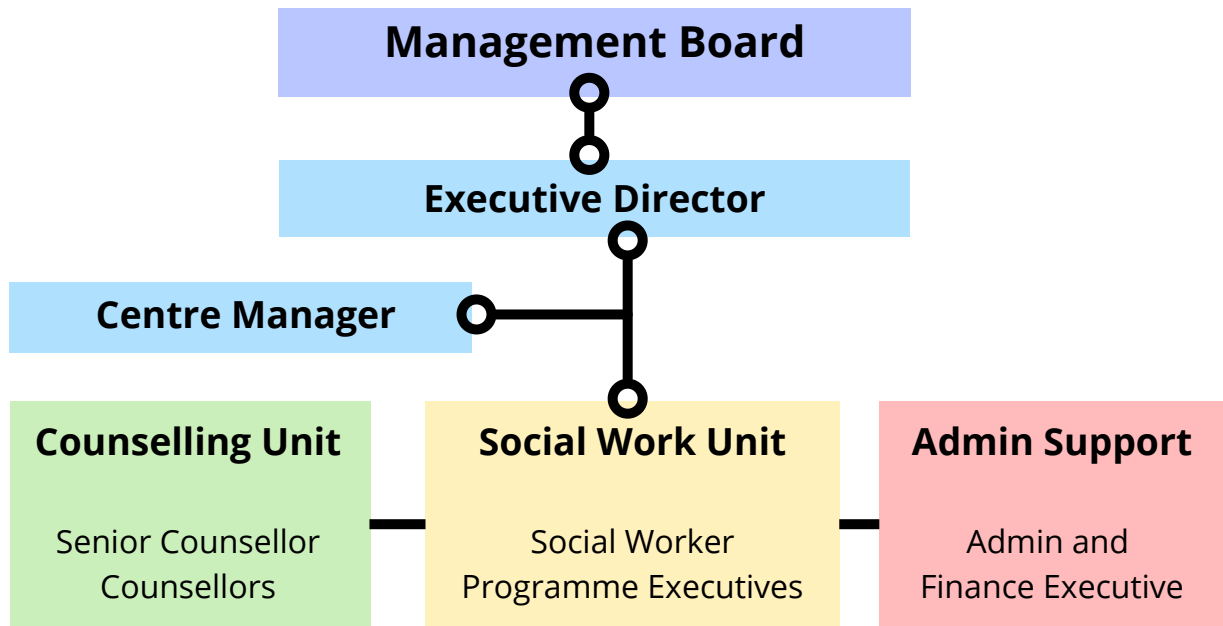 Management Board
Executive Director
Centre Manager
Counselling Unit
Senior Counsellor
Counsellors
Social Work Unit
Social Worker
Programme Executives
Admin Support
Admin and
Finance Executive